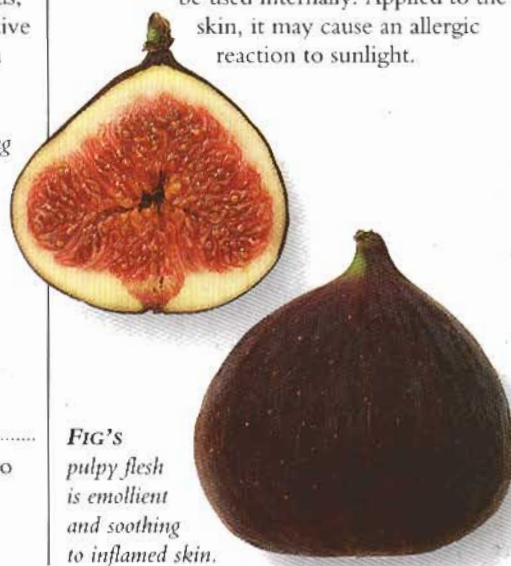 be used internally. Applied to the
skin, it may cause an allergic
reaction to sunlight.
FIG'S
pulpy flesh
is emollient
and soothing
to inflamed skin.